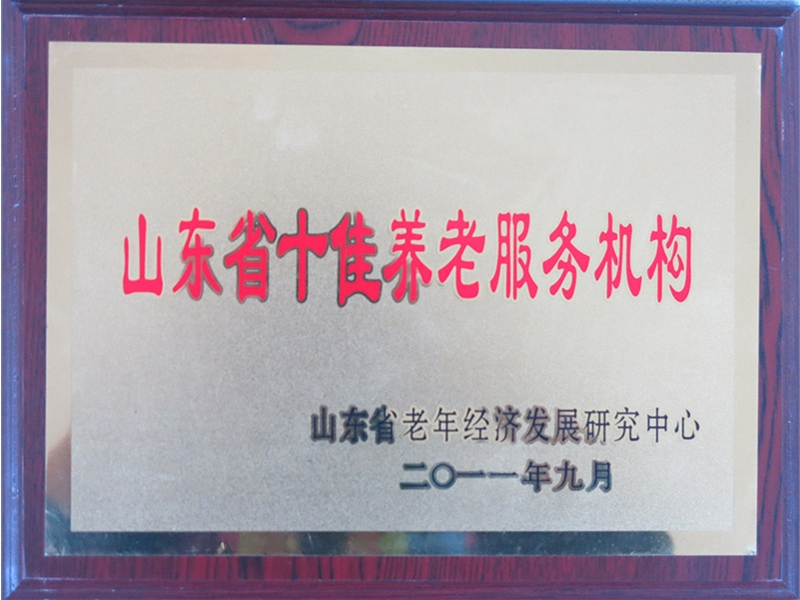 山东省十佳养老服务机构
山东省老年经济发展研究中心
二〇一一年九月